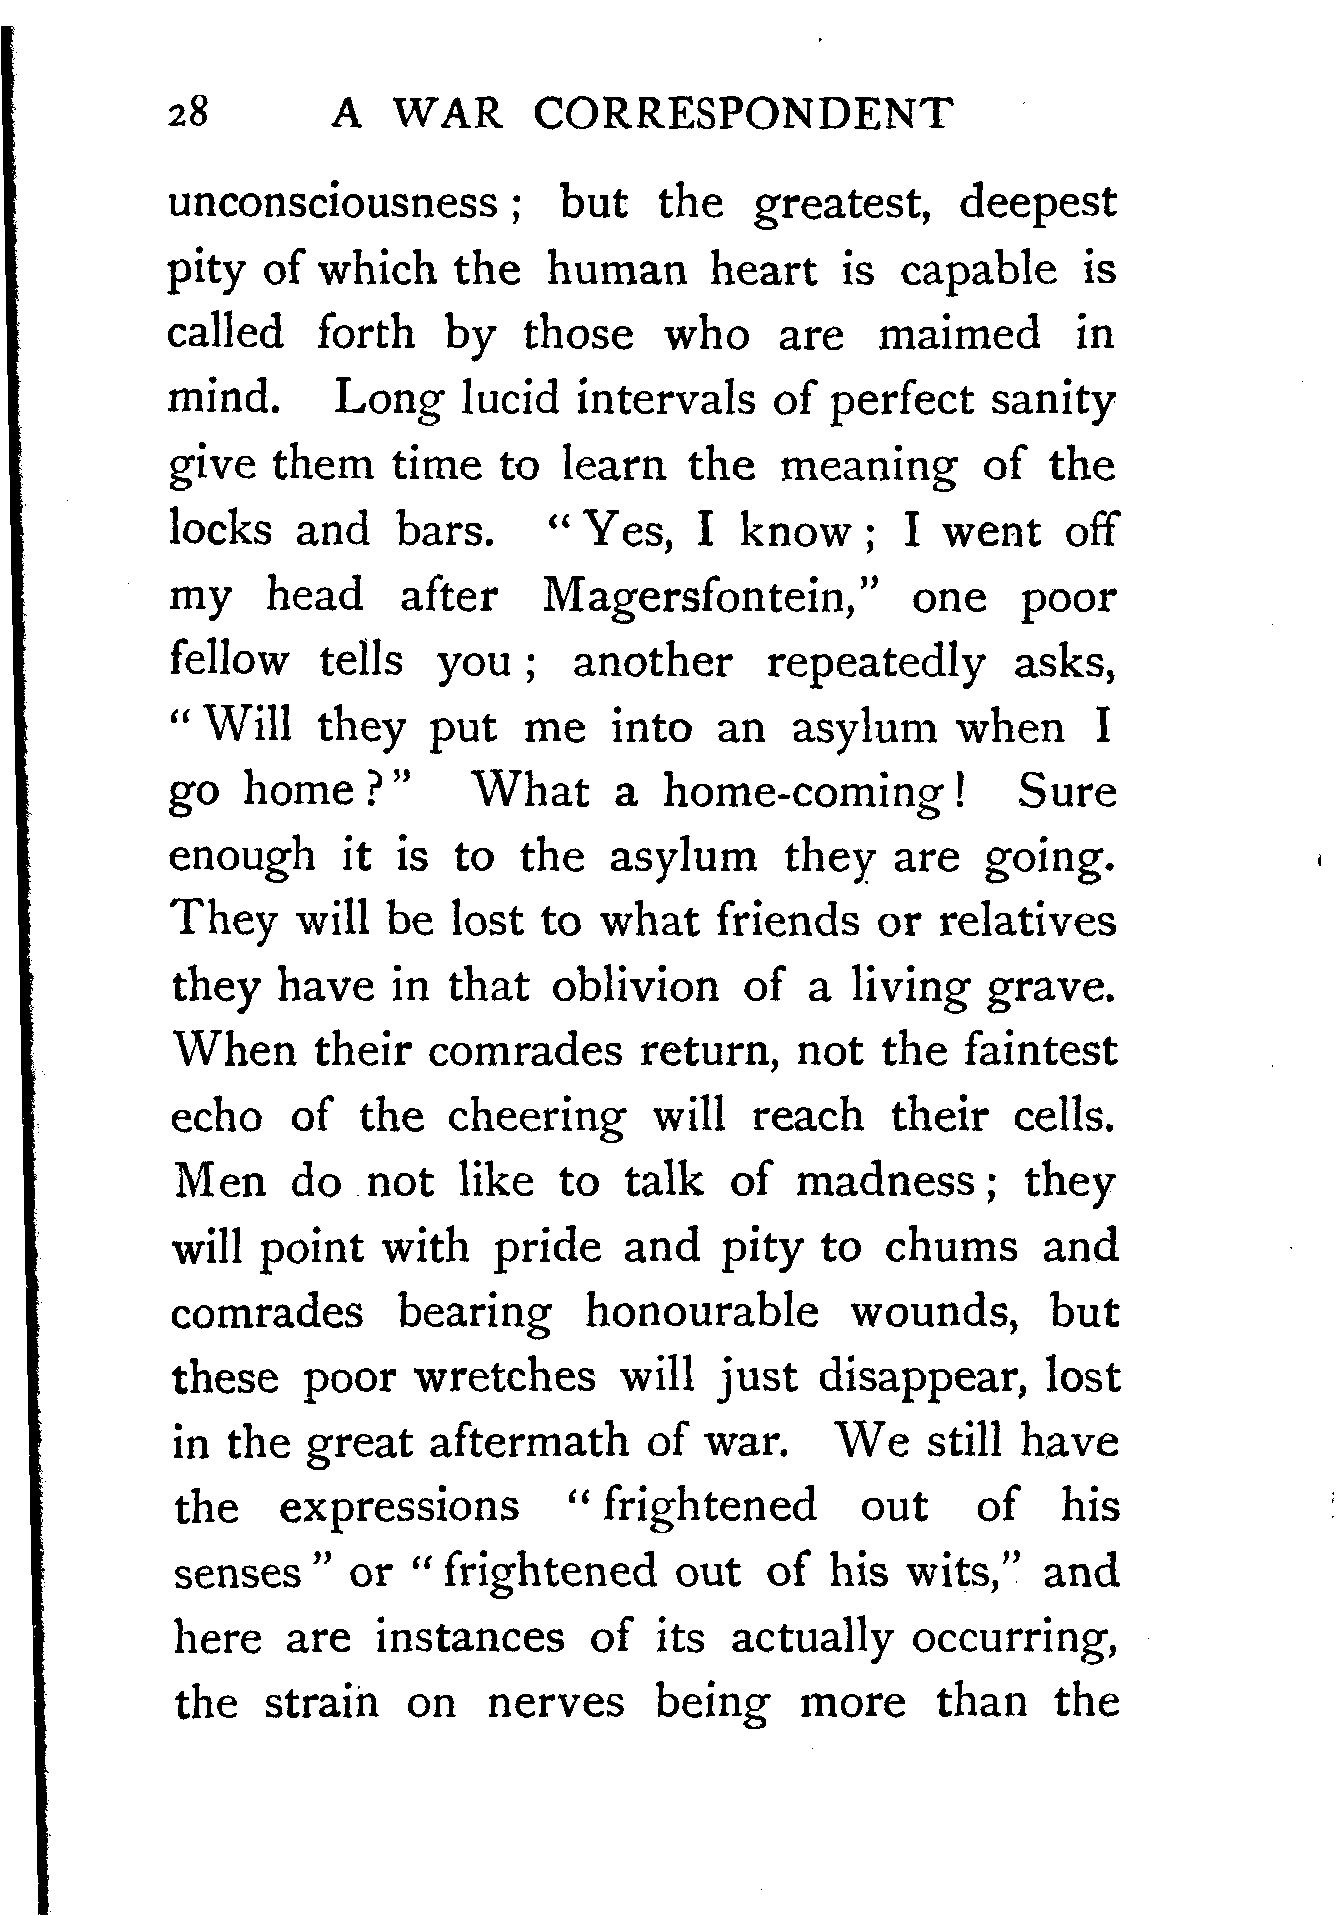 28 A WAR CORRESPONDENT
unconsciousness ; but the greatest, deepest
pity of which the human heart is capable is
called forth by those who are maimed in
mind. Long lucid intervals of perfect sanity
give them time to learn the meaning of the
locks and bars. “ Yes, I know ; I went off
my head after Magersfontein,” one poor
fellow tells you ; another repeatedly asks,
“ Will they put me into an asylum when I
go home ? ” What a home-coming ! Sure
enough it is to the asylum they are going.
They will be lost to what friends or relatives
they have in that oblivion of a living grave.
When their comrades return, not the faintest
echo of the cheering will reach their cells.
Men do not like to talk of madness ; they
will point with pride and pity to chums and
comrades bearing honourable wounds, but
these poor wretches will just disappear, lost
in the great aftermath of war. We still have
the expressions “ frightened out of his
senses ” or “ frightened out of his wits,” and
here are instances of its actually occurring,
the strain on nerves being more than the